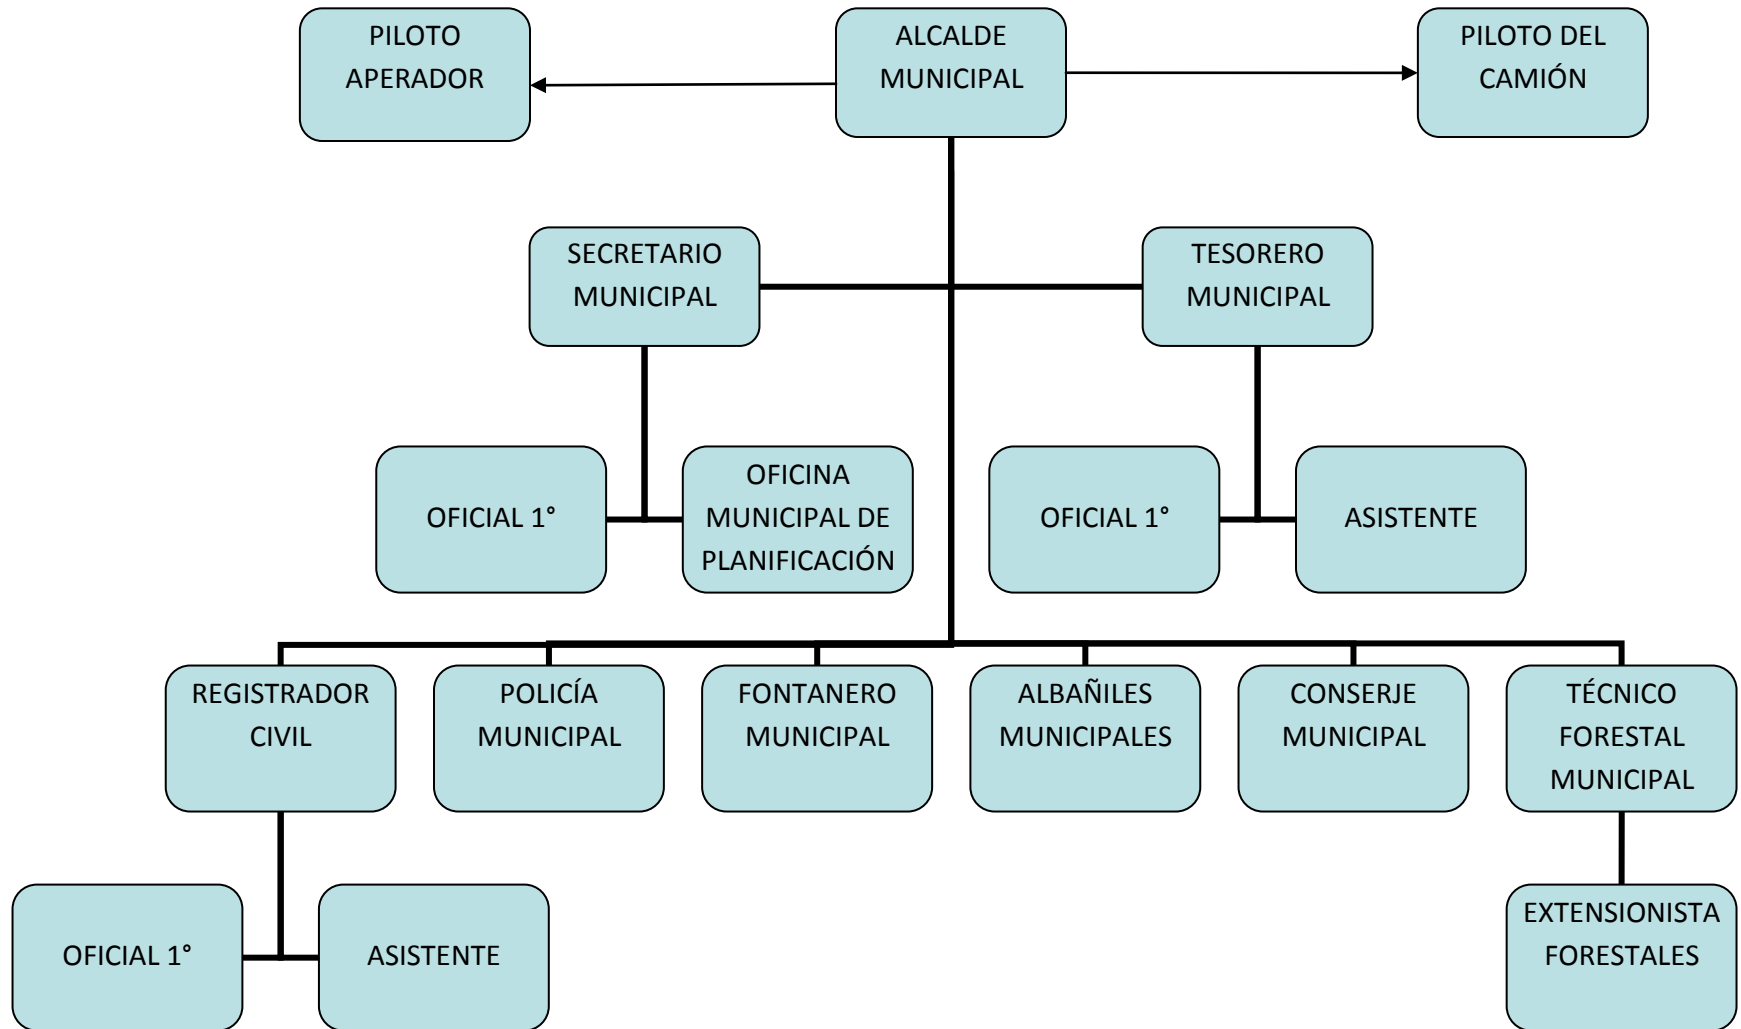 PILOTO
APERADOR
ALCALDE
MUNICIPAL
PILOTO DEL
CAMIÓN
SECRETARIO
MUNICIPAL
TESORERO
MUNICIPAL
OFICIAL 1°
OFICINA
MUNICIPAL DE
PLANIFICACIÓN
OFICIAL 1°
ASISTENTE
REGISTRADOR
CIVIL
POLICÍA
MUNICIPAL
FONTANERO
MUNICIPAL
ALBAÑILES
MUNICIPALES
CONSERJE
MUNICIPAL
TÉCNICO
FORESTAL
MUNICIPAL
OFICIAL 1°
ASISTENTE
EXTENSIONISTA
FORESTALES